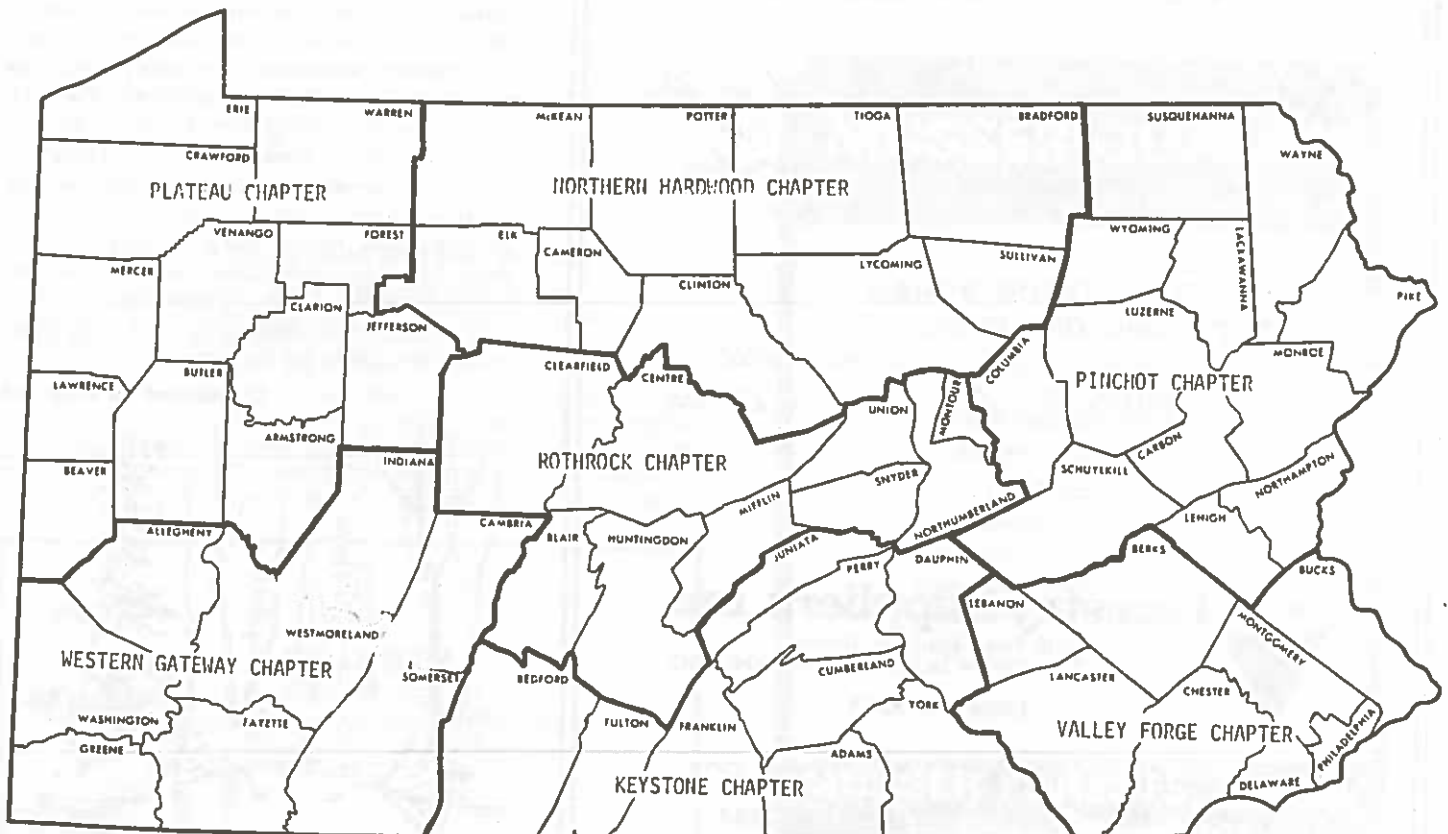 ERIE
WARREN
McKEAN
POTTER
TIOGA
BRADFORD
SUSQUEHANNA
WAYNE
CRAWFORD
PLATEAU CHAPTER
NORTHERN HARDWOOD CHAPTER
VENANGO
FOREST
ELK
CAMERON
LYCOMING
SULLIVAN
WYOMING
LACKAWANNA
MERCER
CLARION
CLINTON
LUZERNE
PIKE
JEFFERSON
COLUMBIA
MONROE
LAWRENCE
BUTLER
CLEARFIELD
CENTRE
UNION
MONTOUR
PINCHOT CHAPTER
ARMSTRONG
BEAVER
INDIANA
ROTHROCK CHAPTER
SNYDER
SCHUYLKILL
CARBON
NORTHAMPTON
MIFFLIN
NORTHUMBERLAND
LEHIGH
ALLEGHENY
CAMBRIA
BLAIR
HUNTINGDON
JUNIATA
PERRY
DAUPHIN
BERKS
BUCKS
LEBANON
WESTMORELAND
MONTGOMERY
WESTERN GATEWAY CHAPTER
SOMERSET
BEDFORD
CUMBERLAND
LANCASTER
CHESTER
WASHINGTON
FAYETTE
FULTON
FRANKLIN
YORK
VALLEY FORGE CHAPTER
PHILADELPHIA
GREENE
ADAMS
KEYSTONE CHAPTER
DELAWARE